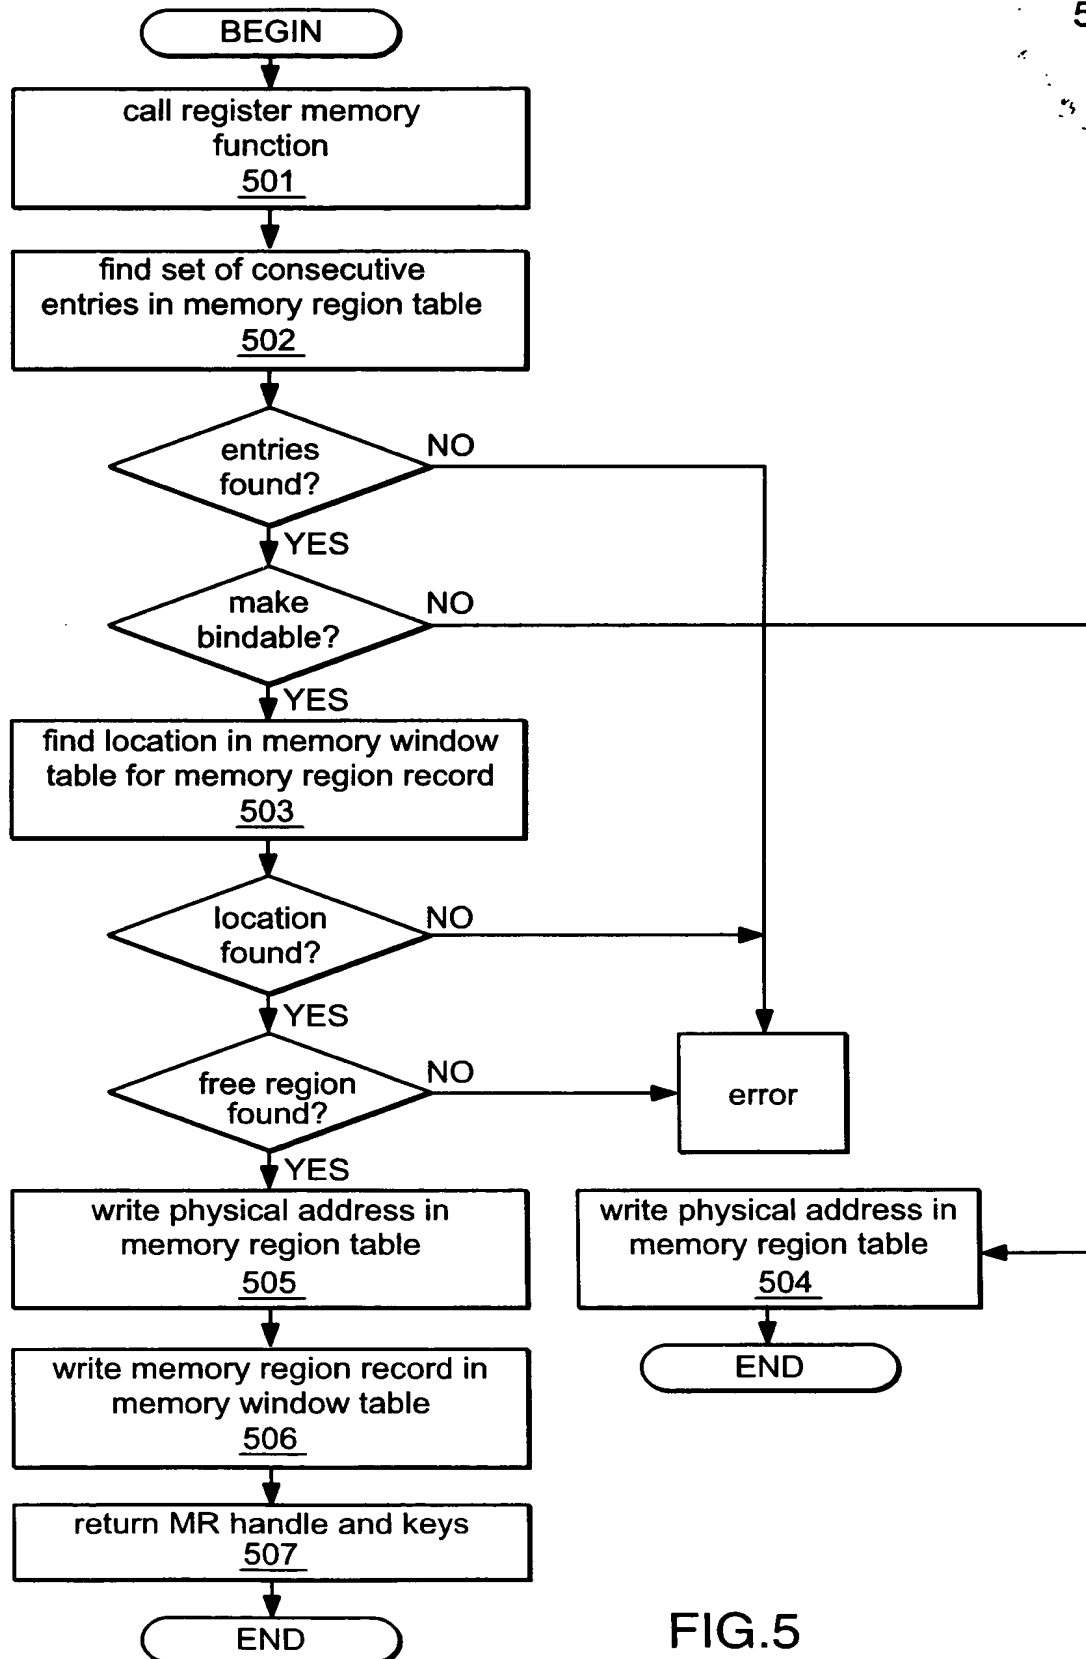 5
BEGIN
call register memory
function
501
find set of consecutive
entries in memory region table
502
entries
found?
NO
YES
make
bindable?
NO
YES
find location in memory window
table for memory region record
503
location
found?
NO
YES
free region
found?
NO
error
YES
write physical address in
memory region table
505
write physical address in
memory region table
504
END
write memory region record in
memory window table
506
return MR handle and keys
507
END
FIG.5